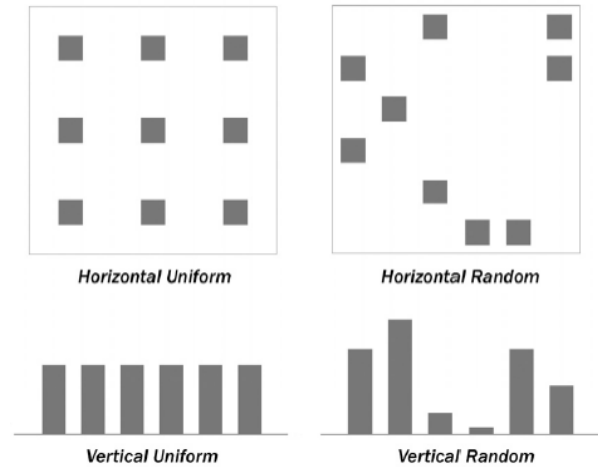 Horizontal Uniform
Horizontal Random
Vertical Uniform
Vertical Random